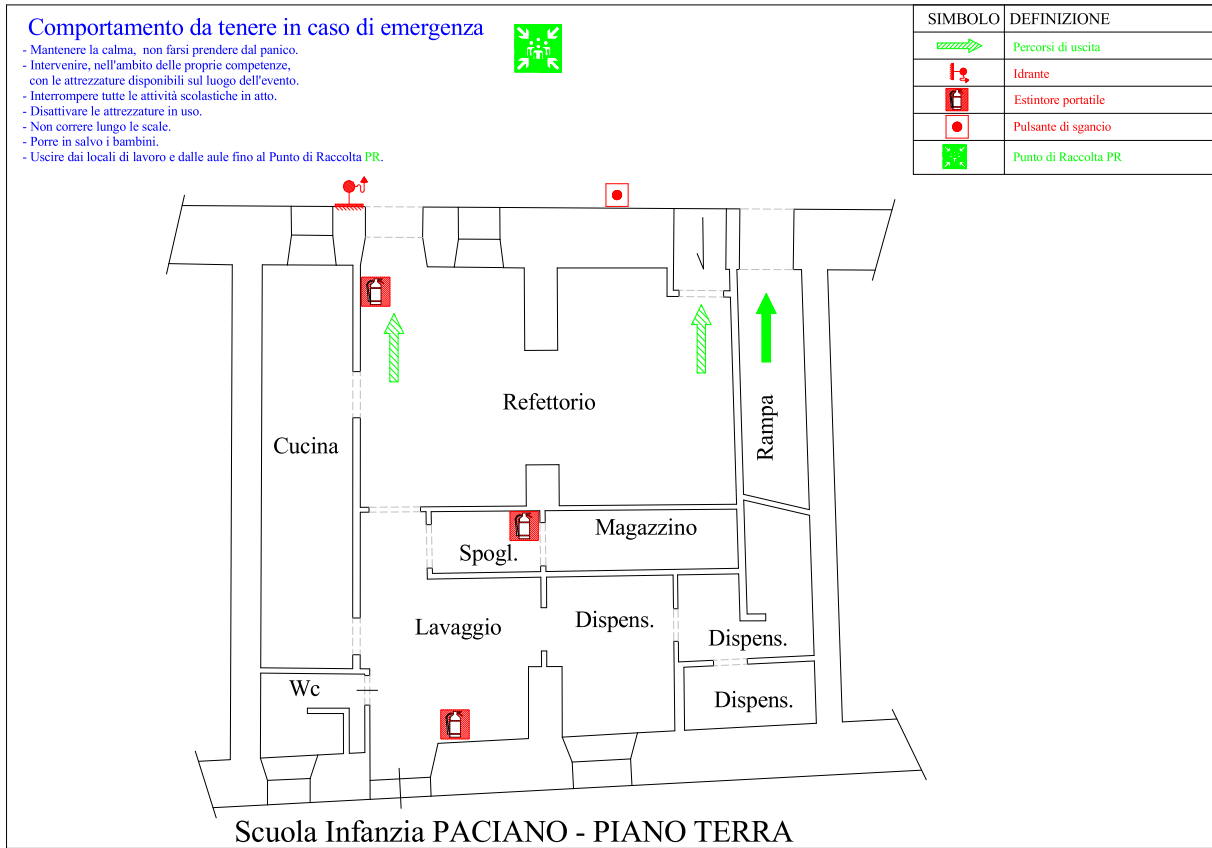 Comportamento da tenere in caso di emergenza
- Mantenere la calma, non farsi prendere dal panico.
- Intervenire, nell'ambito delle proprie competenze,
con le attrezzature disponibili sul luogo dell'evento.
- Interrompere tutte le attività scolastiche in atto.
- Disattivare le attrezzature in uso.
- Non correre lungo le scale.
- Porre in salvo i bambini.
- Uscire dai locali di lavoro e dalle aule fino al Punto di Raccolta PR.
SIMBOLO DEFINIZIONE
Percorsi di uscita
Idrante
Estintore portatile
Pulsante di sgancio
Punto di Raccolta PR
Refettorio
Rampa
Cucina
Magazzino
Spogl.
Dispens.
Lavaggio
Dispens.
Wc
Dispens.
Scuola Infanzia PACIANO - PIANO TERRA